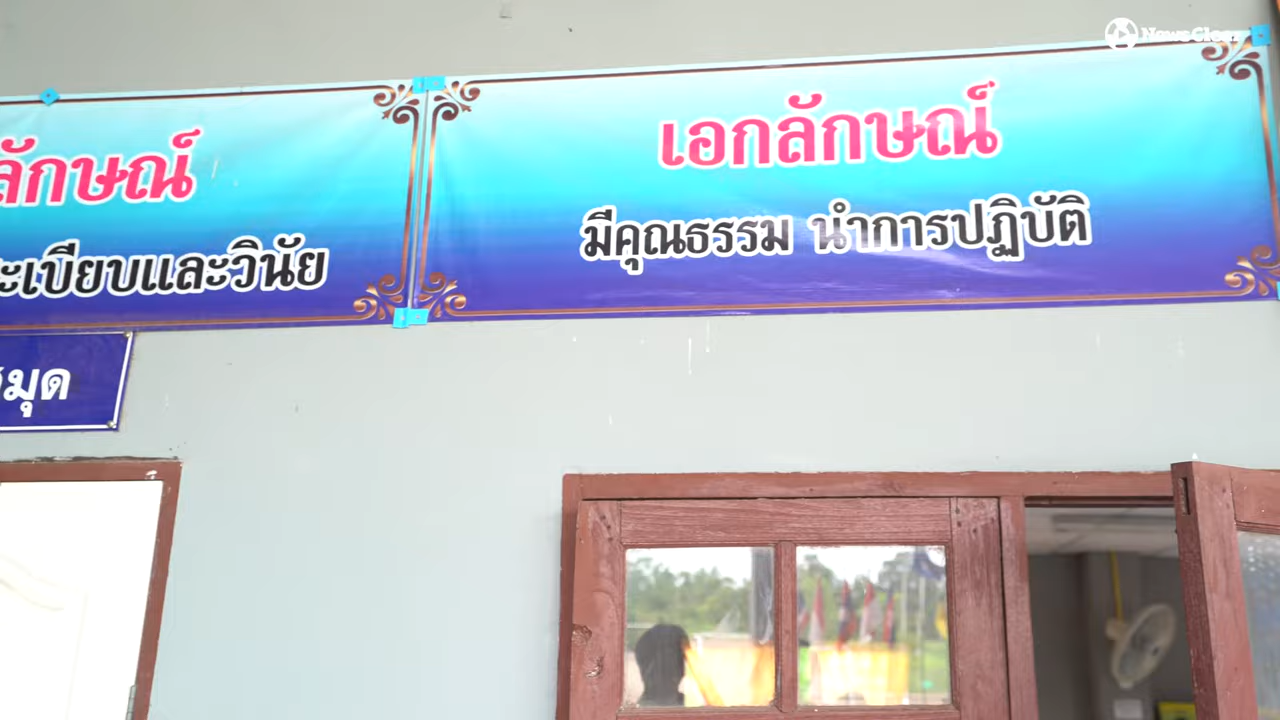 NewsClear
ลักษณ์
ะเบียบและวินัย
เอกลักษณ์
มีคุณธรรม นำการปฏิบัติ
สมุด